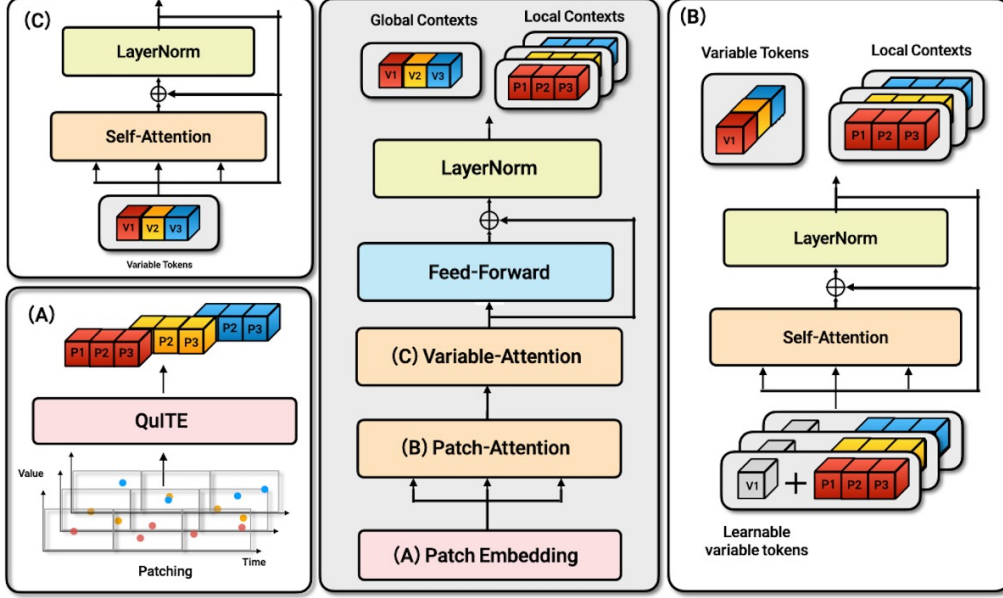 (C)
LayerNorm
Self-Attention
V1 V2 V3
Variable Tokens
(A)
P1 P2 P3 P2 P3 P2 P3
QuITE
Value
Time
Patching
Global Contexts
Local Contexts
V1 V2 V3
P1 P2 P3
LayerNorm
Feed-Forward
(C) Variable-Attention
(B) Patch-Attention
(A) Patch Embedding
(B)
Variable Tokens
Local Contexts
V1
P1 P2 P3
LayerNorm
Self-Attention
V1 + P1 P2 P3
Learnable
variable tokens